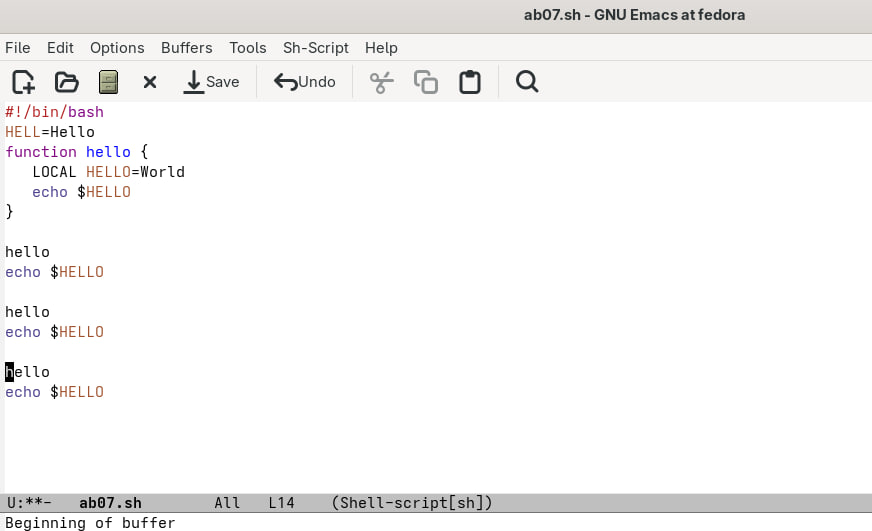 ab07.sh - GNU Emacs at fedora
File Edit Options Buffers Tools Sh-Script Help
Save Undo
#!/bin/bash
HELL=Hello
function hello {
   LOCAL HELLO=World
   echo $HELLO
}
hello
echo $HELLO
hello
echo $HELLO
hello
echo $HELLO
U:**- ab07.sh All L14 (Shell-script[sh])
Beginning of buffer